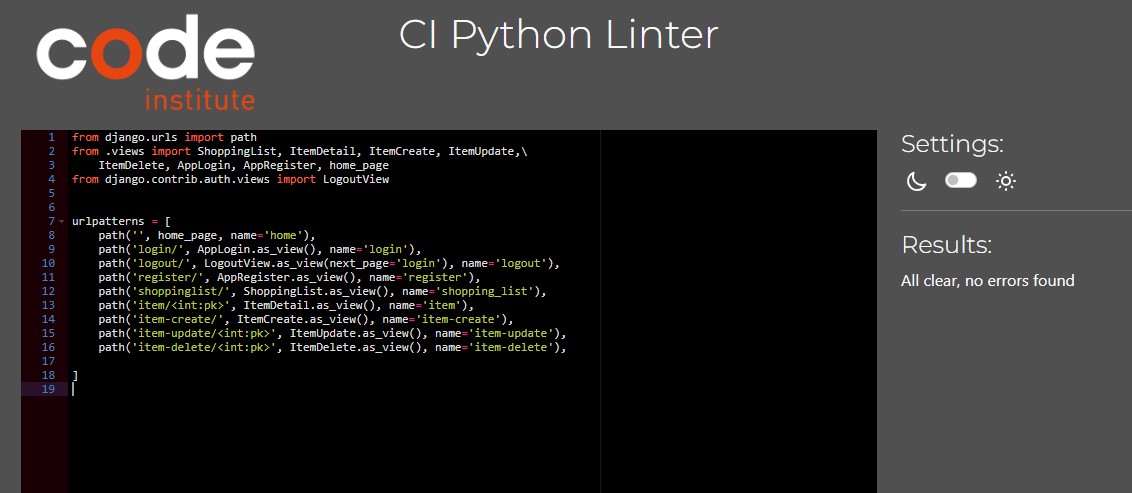 code
institute
CI Python Linter
1 from django.urls import path
2 from .views import ShoppingList, ItemDetail, ItemCreate, ItemUpdate,\
3     ItemDelete, AppLogin, AppRegister, home_page
4 from django.contrib.auth.views import LogoutView
5
6
7 urlpatterns = [
8     path('', home_page, name='home'),
9     path('login/', AppLogin.as_view(), name='login'),
10     path('logout/', LogoutView.as_view(next_page='login'), name='logout'),
11     path('register/', AppRegister.as_view(), name='register'),
12     path('shoppinglist/', ShoppingList.as_view(), name='shopping_list'),
13     path('item/<int:pk>', ItemDetail.as_view(), name='item'),
14     path('item-create/', ItemCreate.as_view(), name='item-create'),
15     path('item-update/<int:pk>', ItemUpdate.as_view(), name='item-update'),
16     path('item-delete/<int:pk>', ItemDelete.as_view(), name='item-delete'),
17
18 ]
19
Settings:
Results:
All clear, no errors found